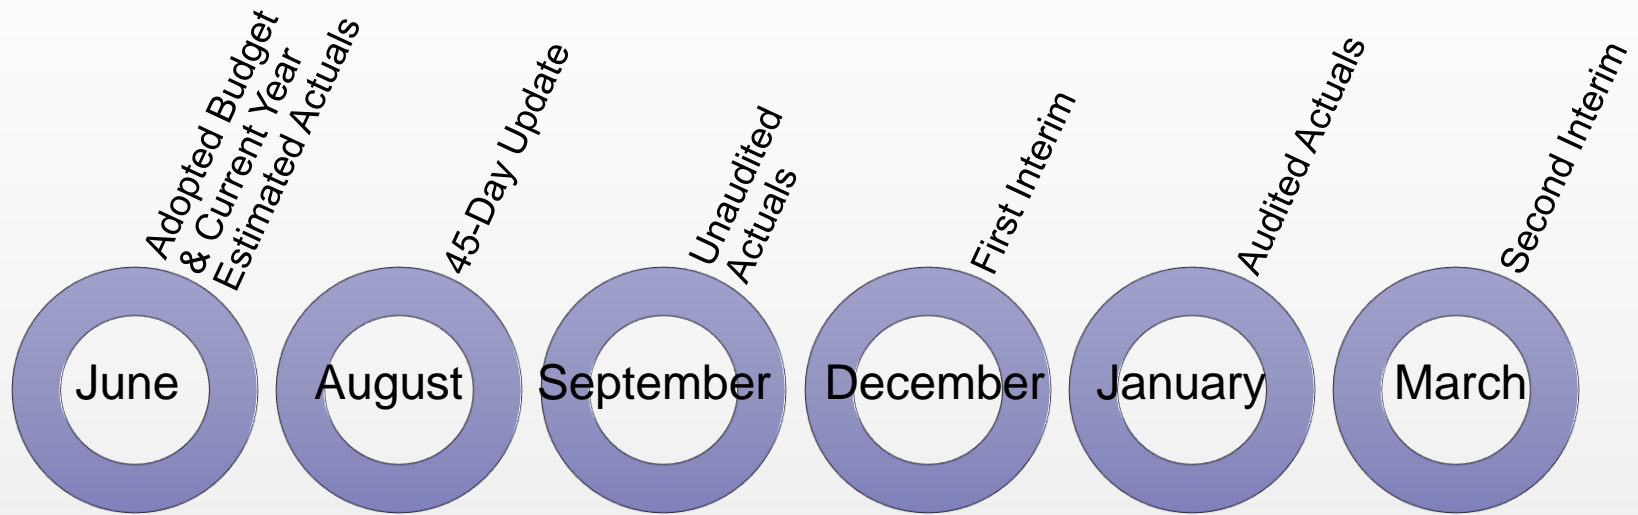 Adopted Budget
& Current Year
Estimated Actuals
45-Day Update
Unaudited
Actuals
First Interim
Audited Actuals
Second Interim
June
August
September
December
January
March